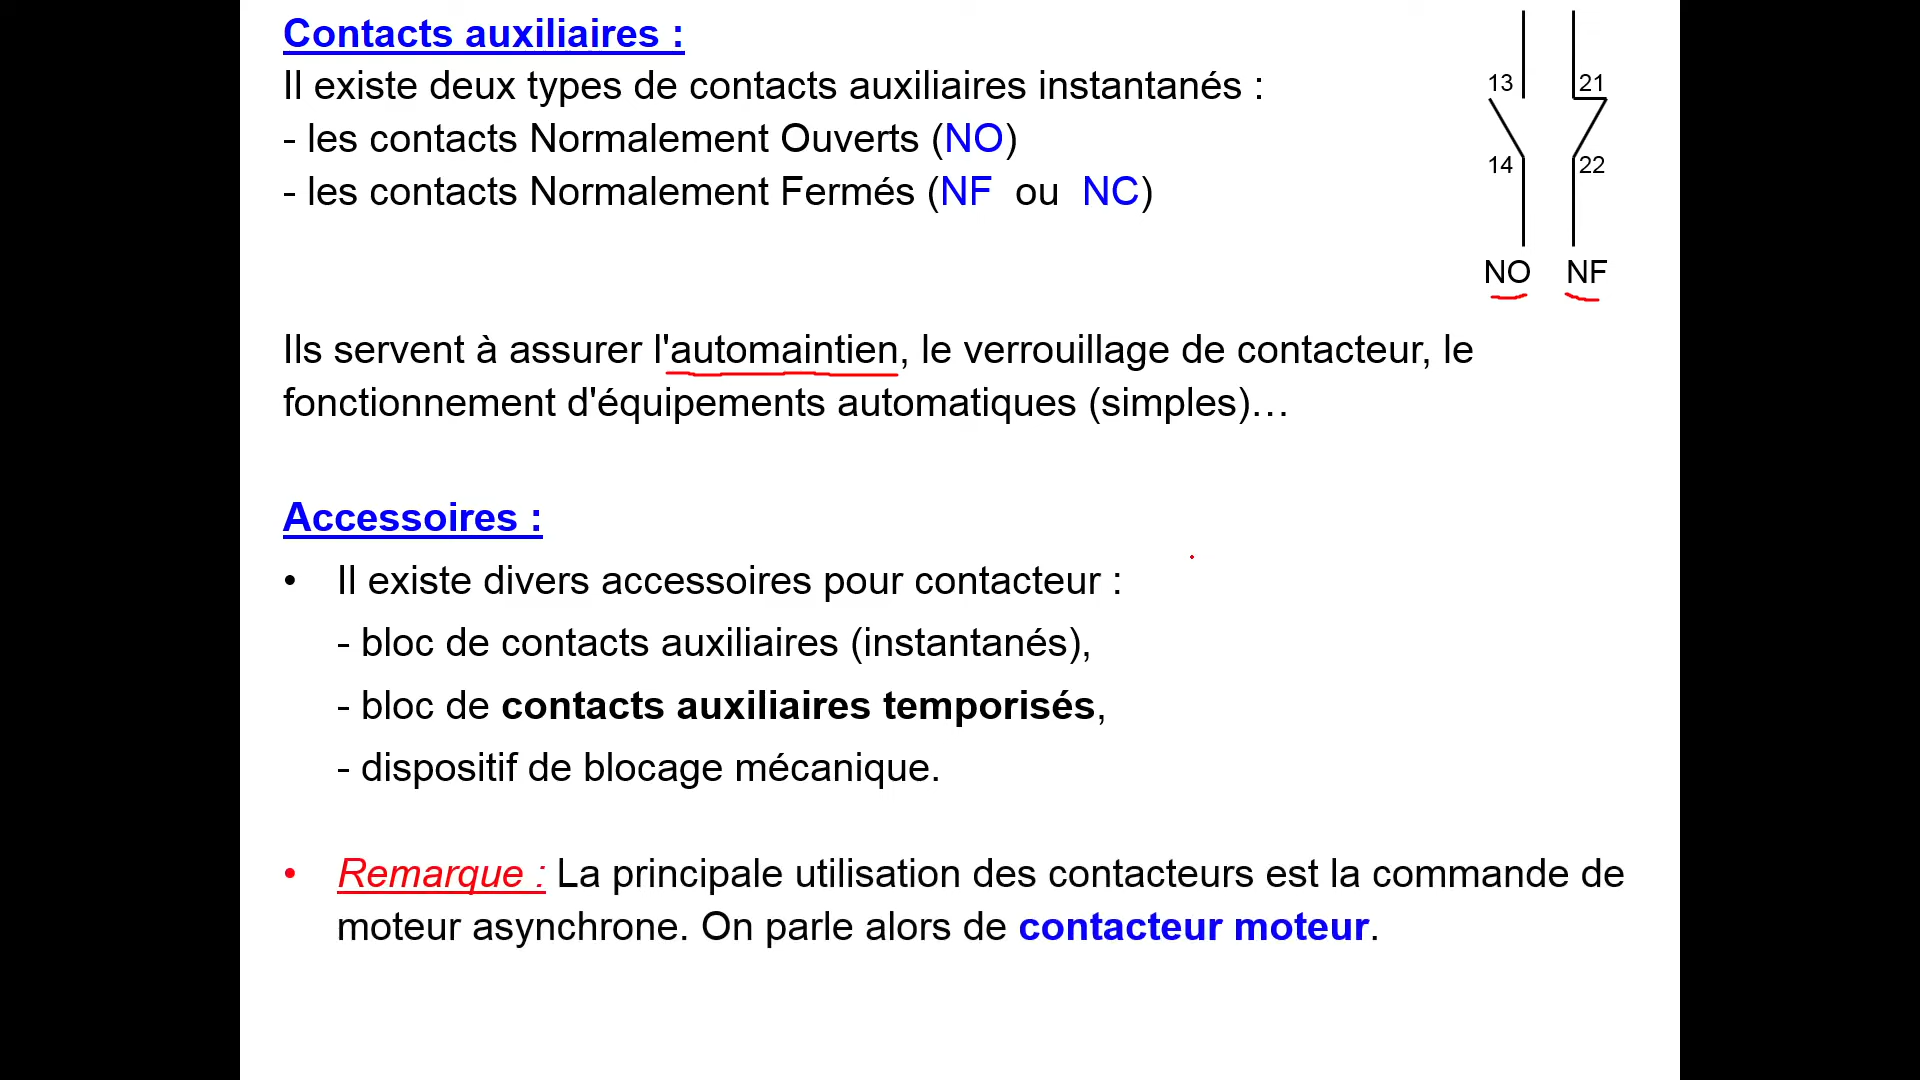 Contacts auxiliaires :
Il existe deux types de contacts auxiliaires instantanés :
- les contacts Normalement Ouverts (NO)
- les contacts Normalement Fermés (NF ou NC)
13 21
14 22
NO NF
Ils servent à assurer l'automaintien, le verrouillage de contacteur, le
fonctionnement d'équipements automatiques (simples)…
Accessoires :
• Il existe divers accessoires pour contacteur :
- bloc de contacts auxiliaires (instantanés),
- bloc de contacts auxiliaires temporisés,
- dispositif de blocage mécanique.
• Remarque : La principale utilisation des contacteurs est la commande de
moteur asynchrone. On parle alors de contacteur moteur.